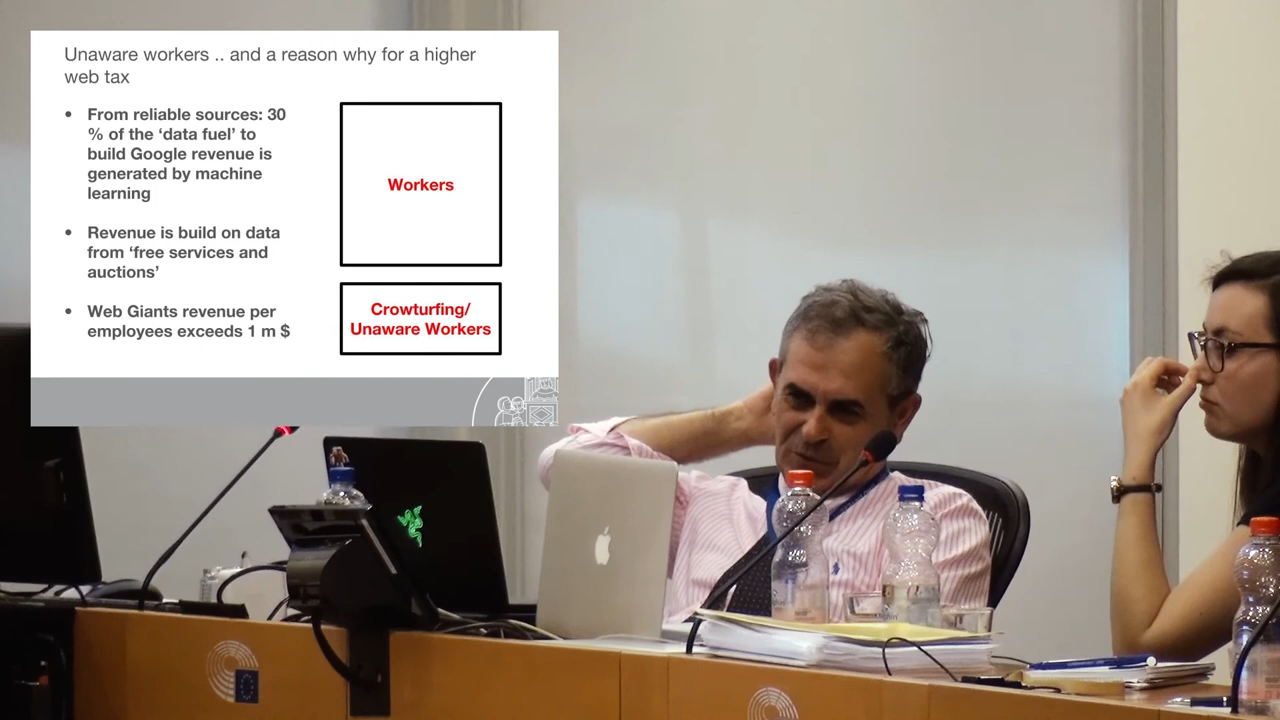 Unaware workers .. and a reason why for a higher
web tax
• From reliable sources: 30
% of the ‘data fuel’ to
build Google revenue is
generated by machine
learning
• Revenue is build on data
from ‘free services and
auctions’
• Web Giants revenue per
employees exceeds 1 m $
Workers
Crowturfing/
Unaware Workers